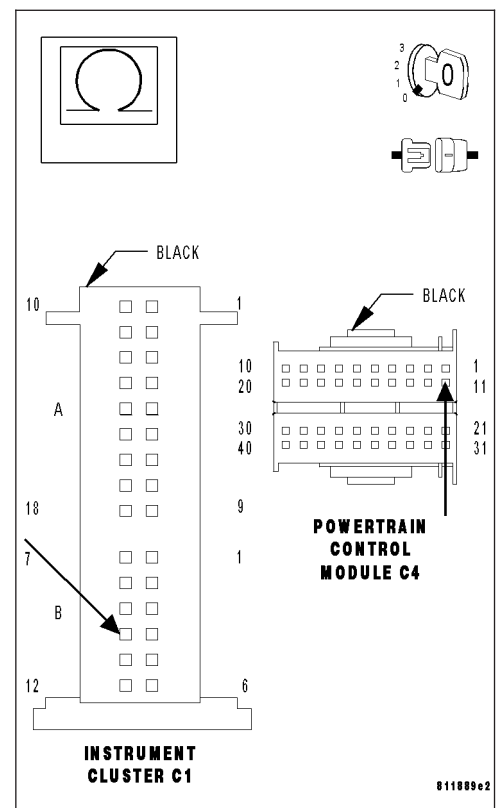 3
2
1
0
BLACK
BLACK
10 1
10 1
20 11
A
30 21
40 31
18 9
POWERTRAIN
CONTROL
MODULE C4
7 1
B
12 6
INSTRUMENT
CLUSTER C1
811889e2